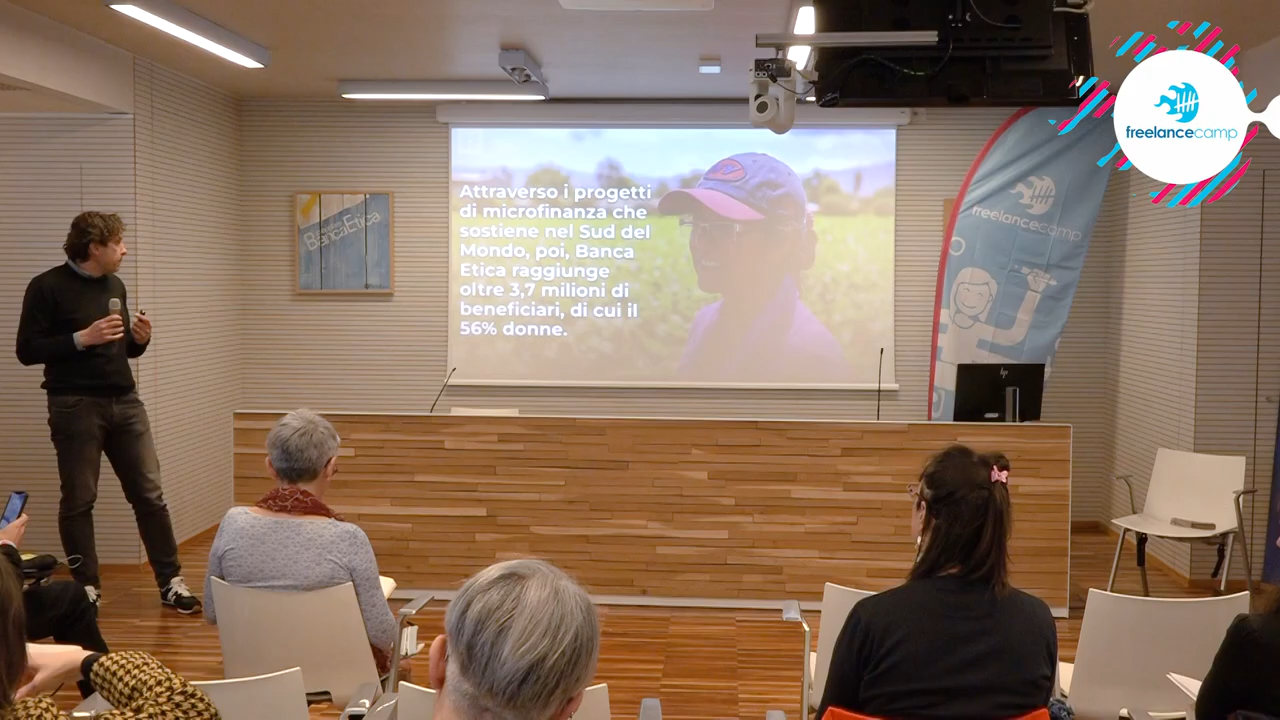 freelancecamp
Attraverso i progetti
di microfinanza che
sostiene nel Sud del
Mondo, poi, Banca
Etica raggiunge
oltre 3,7 milioni di
beneficiari, di cui il
56% donne.
BancaEtica
freelancecamp
hp